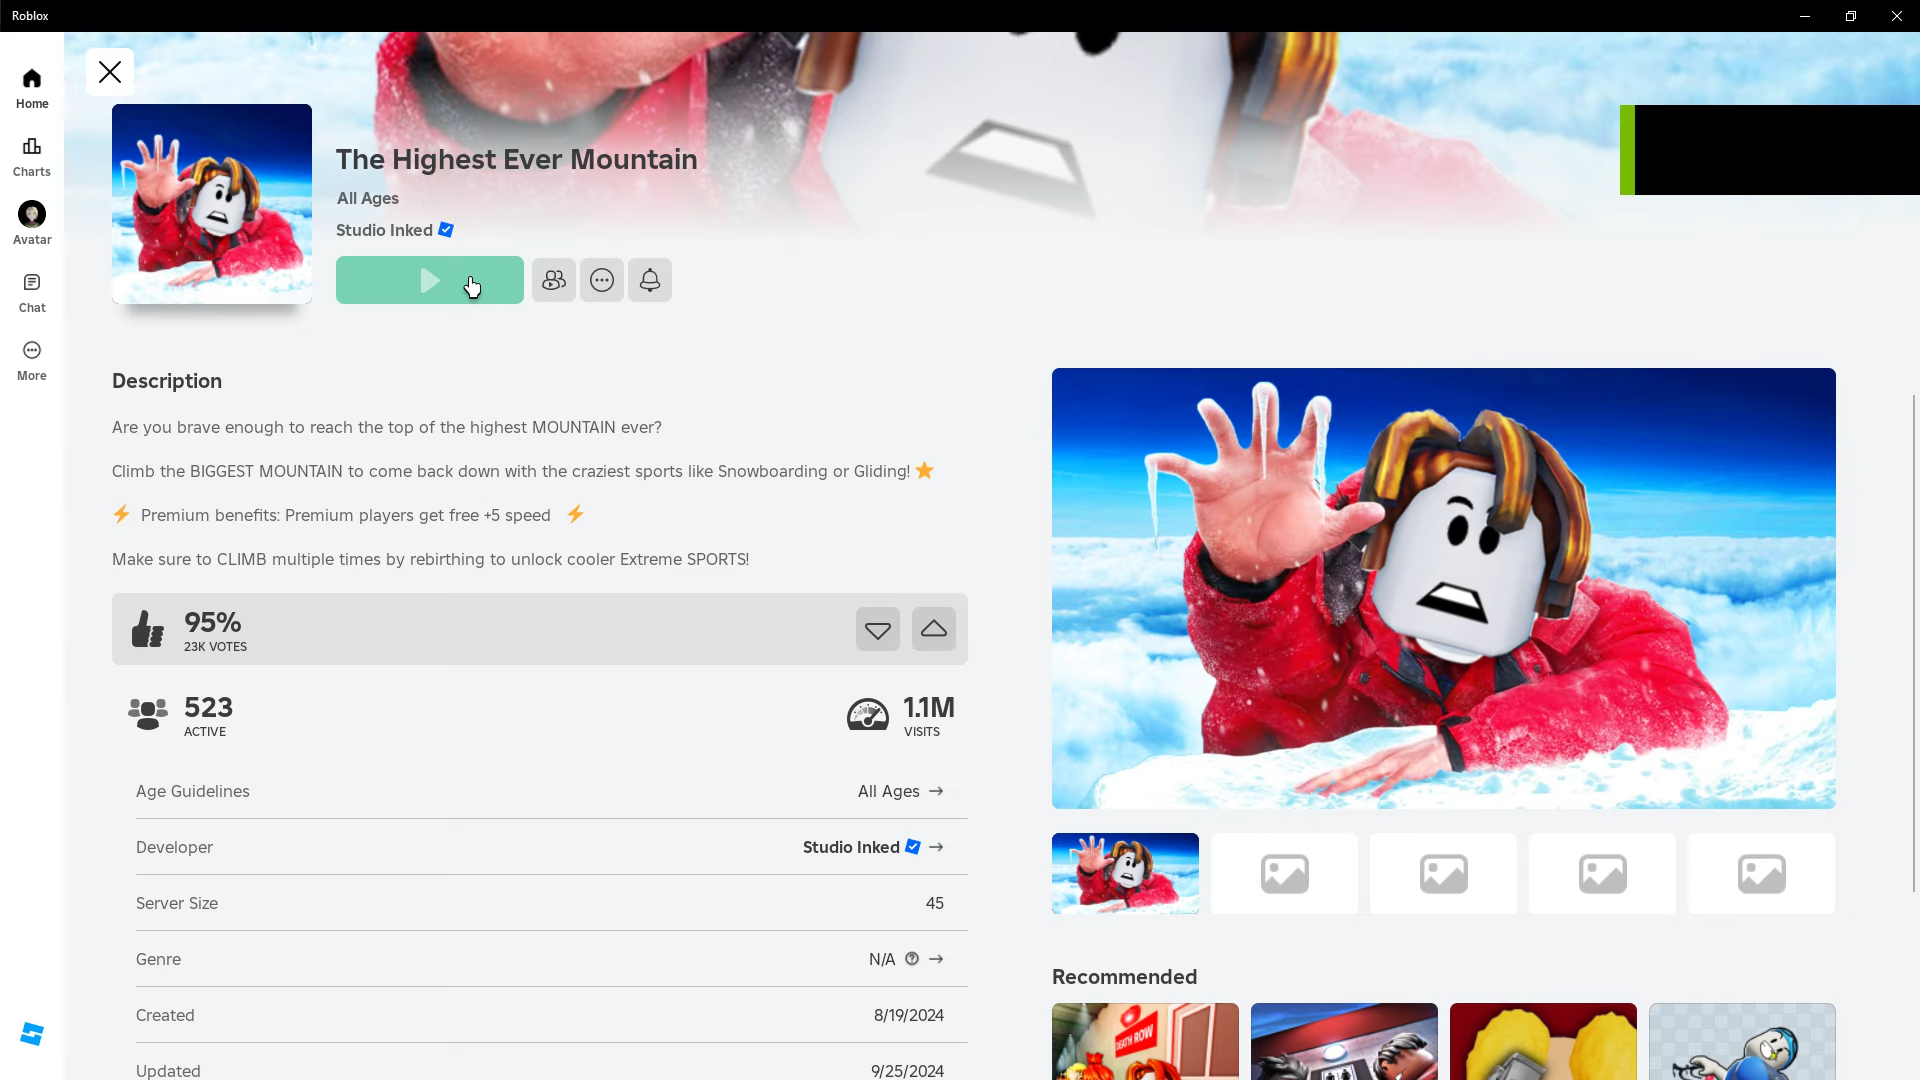 Roblox
Home
Charts
Avatar
Chat
More
The Highest Ever Mountain
All Ages
Studio Inked
Description
Are you brave enough to reach the top of the highest MOUNTAIN ever?
Climb the BIGGEST MOUNTAIN to come back down with the craziest sports like Snowboarding or Gliding! ⭐
⚡ Premium benefits: Premium players get free +5 speed ⚡
Make sure to CLIMB multiple times by rebirthing to unlock cooler Extreme SPORTS!
95%
23K VOTES
523
ACTIVE
1.1M
VISITS
Age Guidelines All Ages →
Developer Studio Inked →
Server Size 45
Genre N/A →
Created 8/19/2024
Updated 9/25/2024
Recommended
DEATH ROW